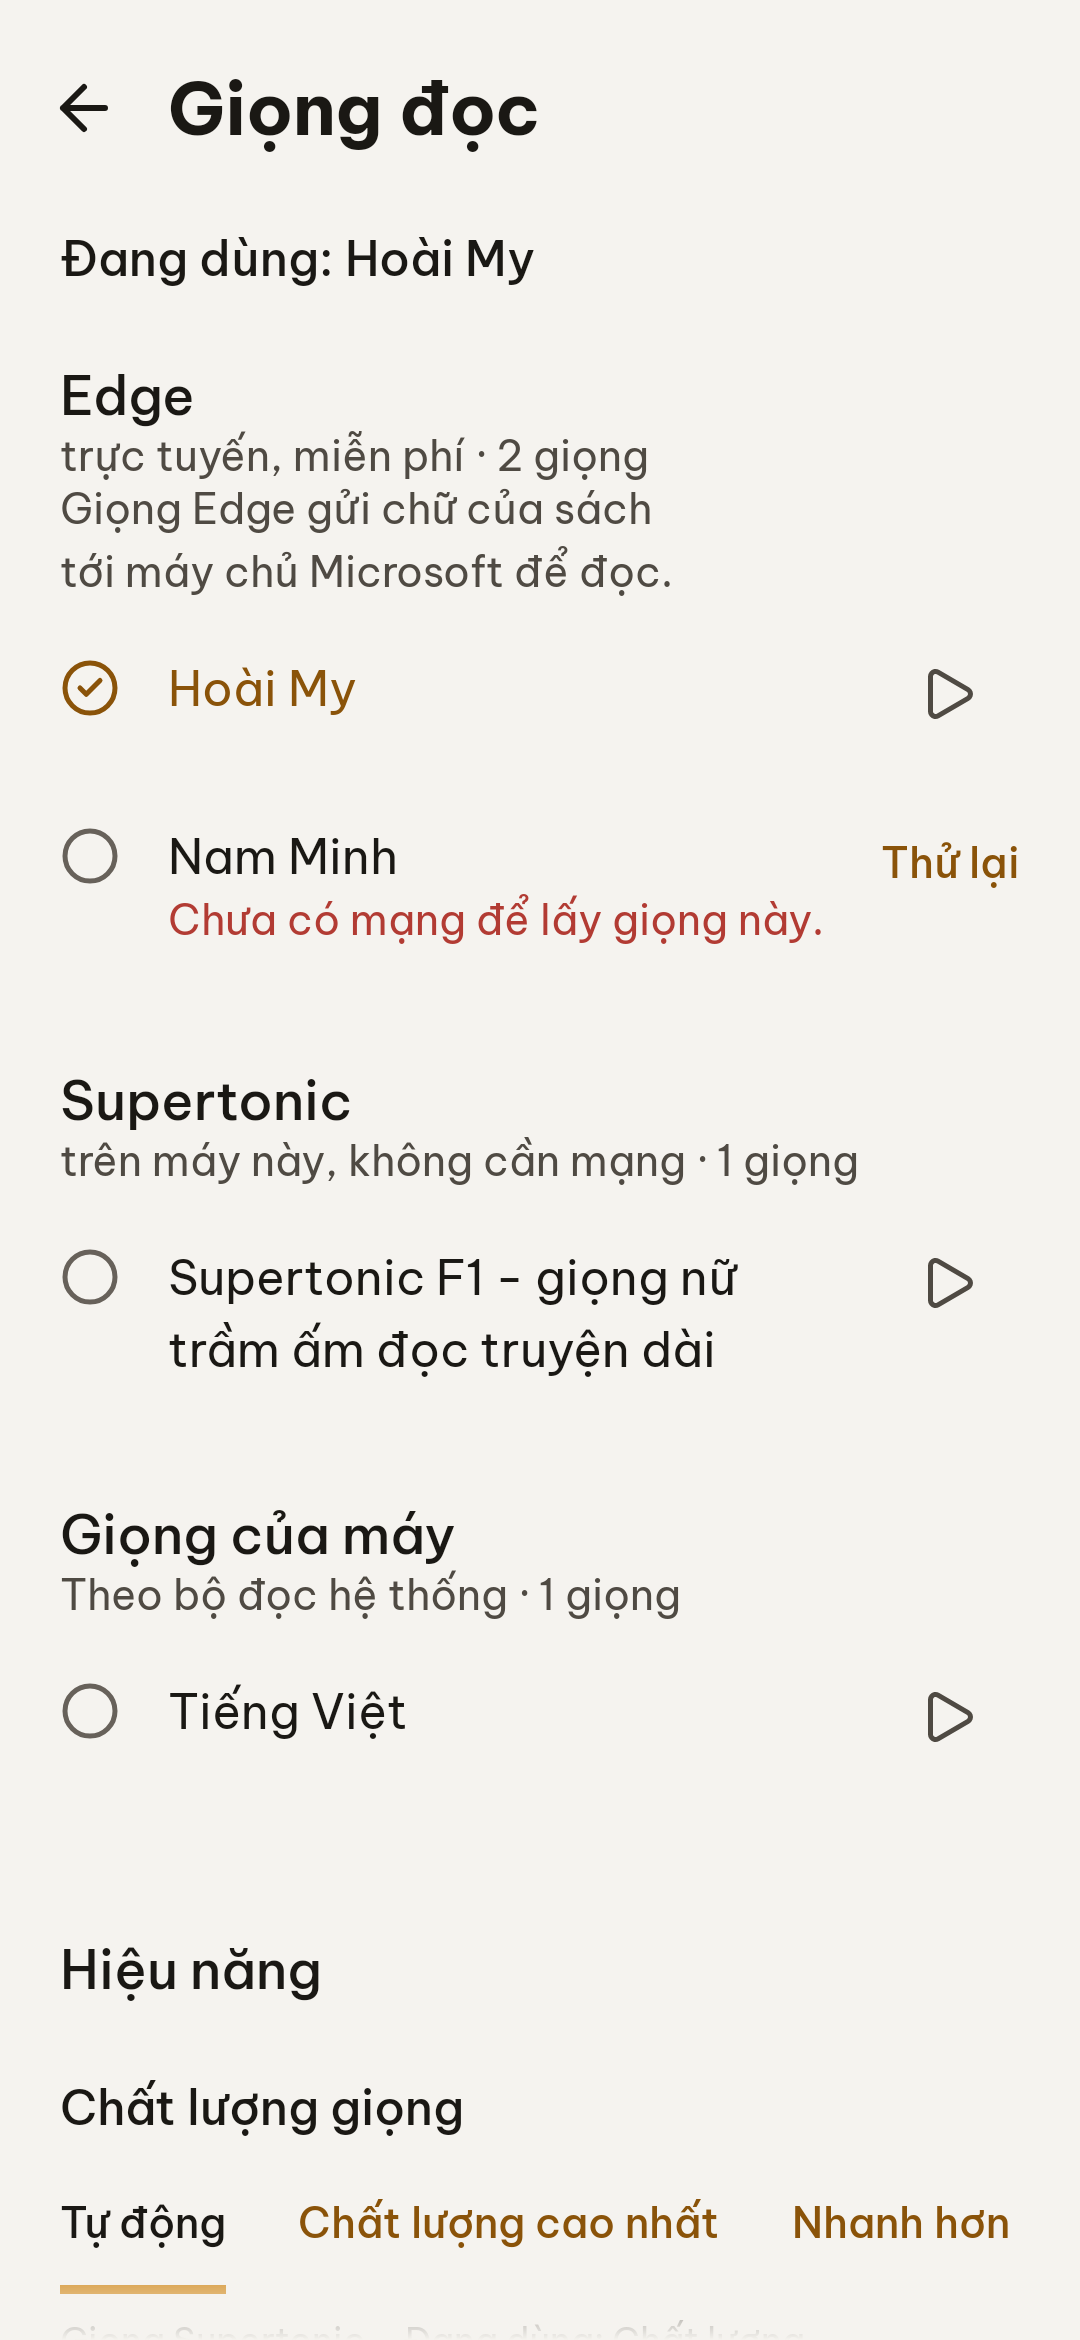 Giọng đọc
Đang dùng: Hoài My
Edge
trực tuyến, miễn phí · 2 giọng
Giọng Edge gửi chữ của sách
tới máy chủ Microsoft để đọc.
Hoài My
Nam Minh
Thử lại
Chưa có mạng để lấy giọng này.
Supertonic
trên máy này, không cần mạng · 1 giọng
Supertonic F1 – giọng nữ
trầm ấm đọc truyện dài
Giọng của máy
Theo bộ đọc hệ thống · 1 giọng
Tiếng Việt
Hiệu năng
Chất lượng giọng
Tự động
Chất lượng cao nhất
Nhanh hơn